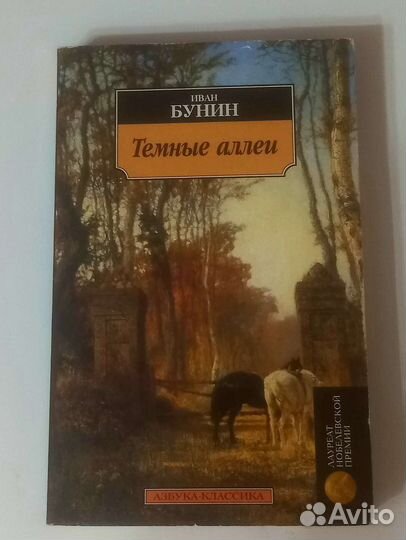 ИВАН
БУНИН
Темные аллеи
ЛАУРЕАТ
НОБЕЛЕВСКОЙ
ПРЕМИИ
АЗБУКА-КЛАССИКА
Avito